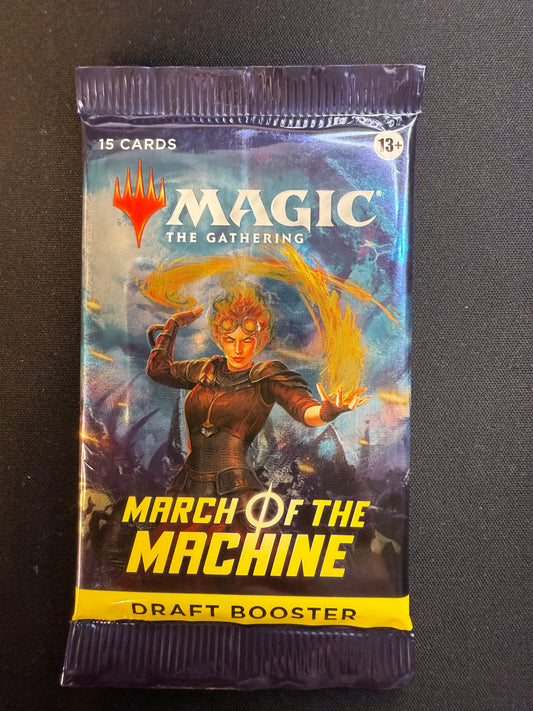 15 CARDS
13+
MAGIC
THE GATHERING
MARCH OF THE
MACHINE
DRAFT BOOSTER